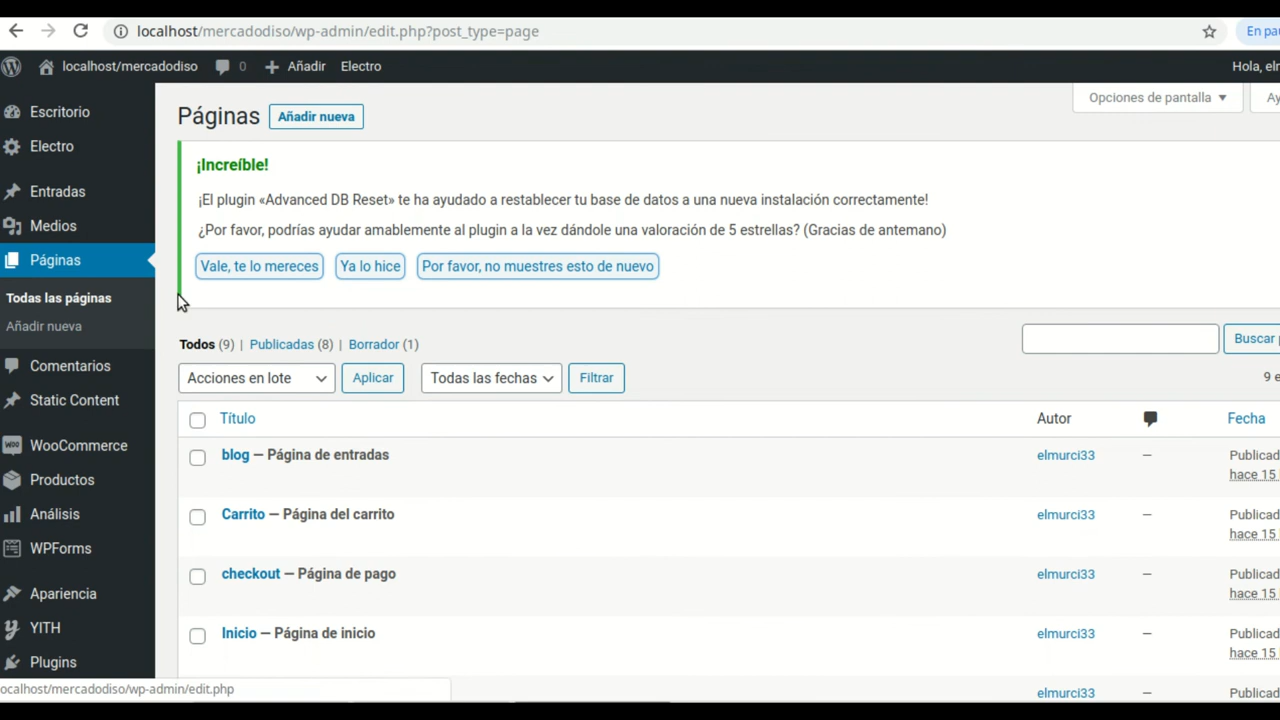 localhost/mercadodiso/wp-admin/edit.php?post_type=page
En pau
localhost/mercadodiso
0
Añadir
Electro
Hola, eln
Escritorio
Electro
Entradas
Medios
Páginas
Todas las páginas
Añadir nueva
Comentarios
Static Content
WooCommerce
Productos
Análisis
WPForms
Apariencia
YITH
Plugins
Opciones de pantalla
Ay
Páginas
Añadir nueva
¡Increíble!
¡El plugin «Advanced DB Reset» te ha ayudado a restablecer tu base de datos a una nueva instalación correctamente!
¿Por favor, podrías ayudar amablemente al plugin a la vez dándole una valoración de 5 estrellas? (Gracias de antemano)
Vale, te lo mereces
Ya lo hice
Por favor, no muestres esto de nuevo
Todos (9) | Publicadas (8) | Borrador (1)
Buscar
Acciones en lote
Aplicar
Todas las fechas
Filtrar
9 e
Título
Autor
Fecha
blog — Página de entradas
elmurci33
—
Publicad
hace 15
Carrito — Página del carrito
elmurci33
—
Publicad
hace 15
checkout — Página de pago
elmurci33
—
Publicad
hace 15
Inicio — Página de inicio
elmurci33
—
Publicad
hace 15
elmurci33
—
Publicad
ocalhost/mercadodiso/wp-admin/edit.php